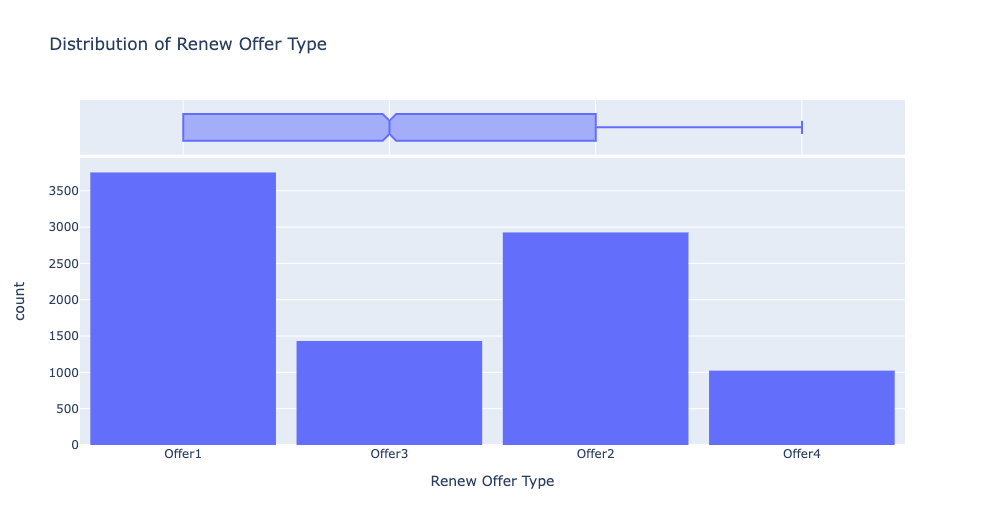 Distribution of Renew Offer Type
3500
3000
2500
2000
1500
1000
500
0
count
Offer1 Offer3 Offer2 Offer4
Renew Offer Type